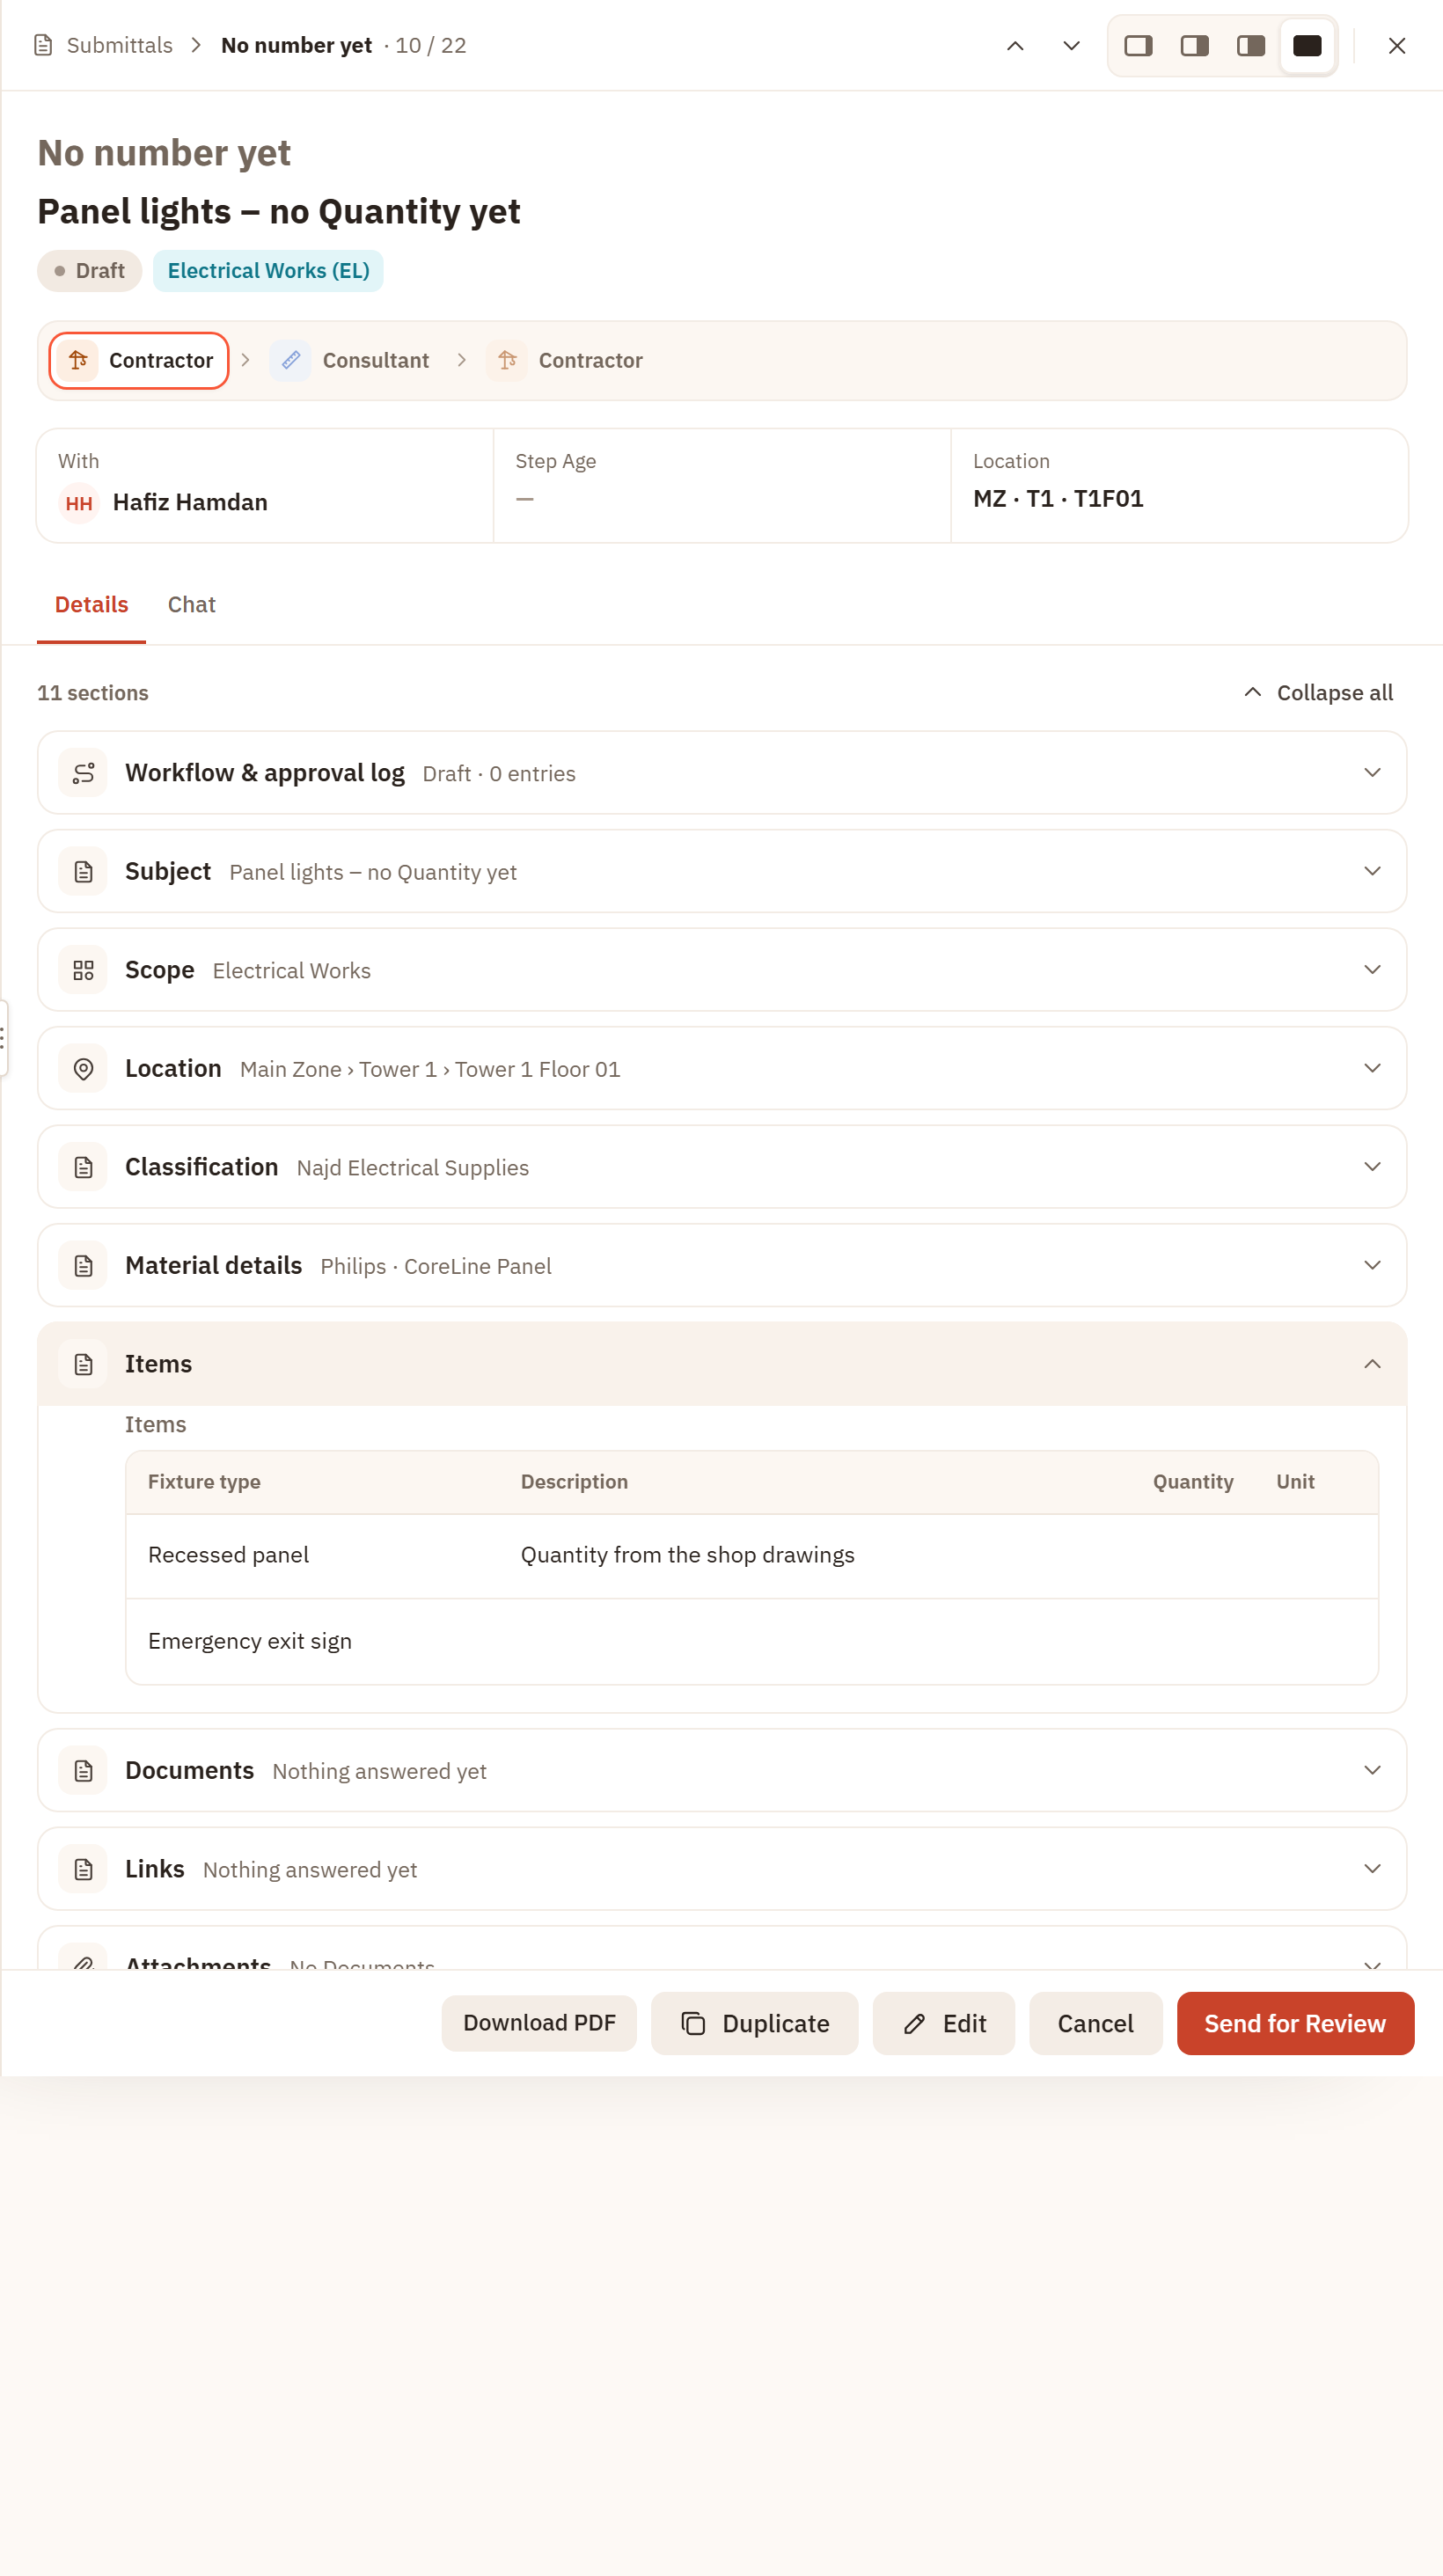 Submittals > No number yet · 10 / 22
No number yet
Panel lights – no Quantity yet
Draft Electrical Works (EL)
Contractor > Consultant > Contractor
With Step Age Location
HH Hafiz Hamdan — MZ · T1 · T1F01
Details Chat
11 sections Collapse all
Workflow & approval log Draft · 0 entries
Subject Panel lights – no Quantity yet
Scope Electrical Works
Location Main Zone › Tower 1 › Tower 1 Floor 01
Classification Najd Electrical Supplies
Material details Philips · CoreLine Panel
Items
Items
Fixture type Description Quantity Unit
Recessed panel Quantity from the shop drawings
Emergency exit sign
Documents Nothing answered yet
Links Nothing answered yet
Attachments No Documents
Download PDF Duplicate Edit Cancel Send for Review